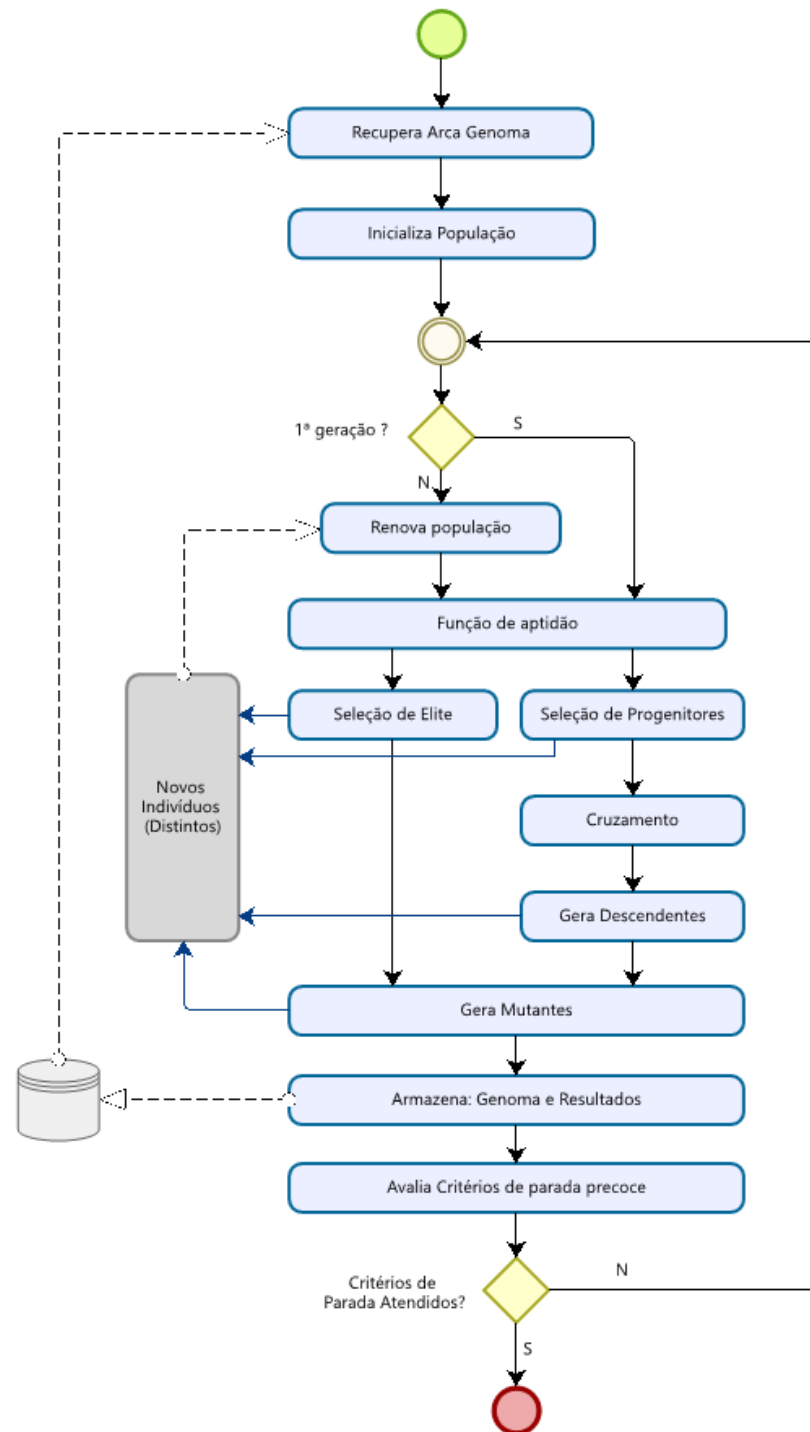 Recupera Arca Genoma
Inicializa População
1ª geração ?
S
N
Renova população
Função de aptidão
Seleção de Elite
Seleção de Progenitores
Novos
Indivíduos
(Distintos)
Cruzamento
Gera Descendentes
Gera Mutantes
Armazena: Genoma e Resultados
Avalia Critérios de parada precoce
Critérios de
Parada Atendidos?
N
S